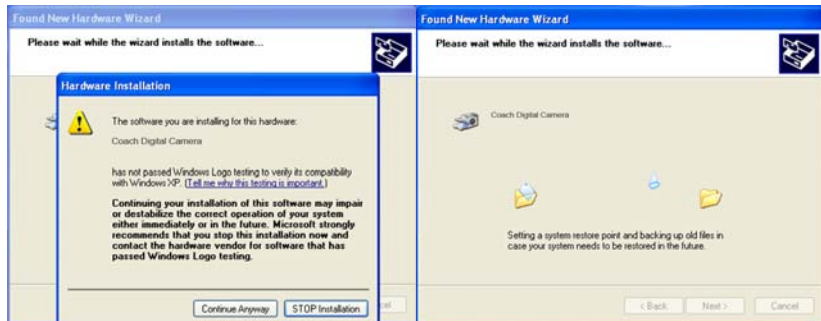 Found New Hardware Wizard
Please wait while the wizard installs the software...
Hardware Installation
The software you are installing for this hardware:
Coach Digital Camera
has not passed Windows Logo testing to verify its compatibility
with Windows XP. (Tell me why this testing is important.)
Continuing your installation of this software may impair
or destabilize the correct operation of your system
either immediately or in the future. Microsoft strongly
recommends that you stop this installation now and
contact the hardware vendor for software that has
passed Windows Logo testing.
Continue Anyway
STOP Installation
Found New Hardware Wizard
Please wait while the wizard installs the software...
Coach Digital Camera
Setting a system restore point and backing up old files in
case your system needs to be restored in the future.
< Back
Next >
Cancel